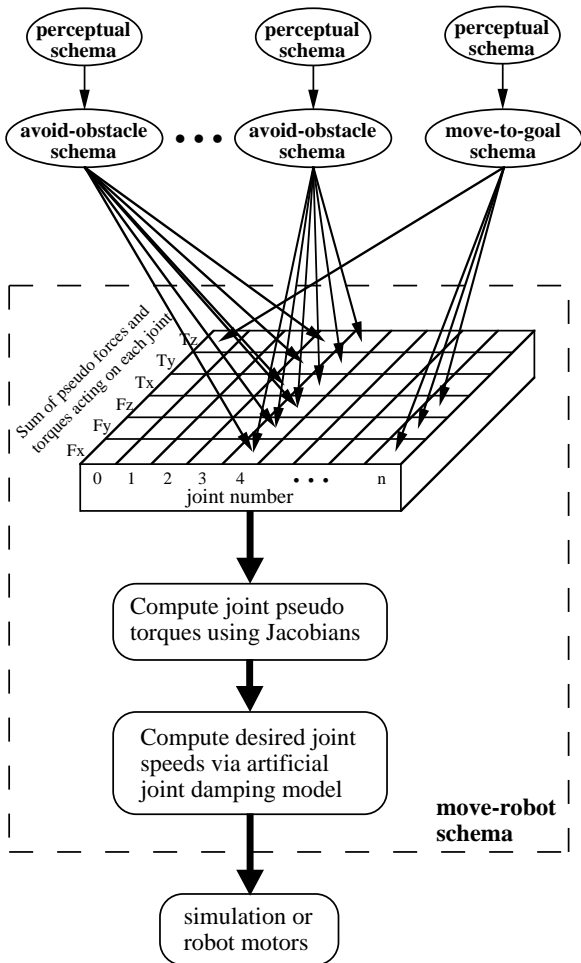 perceptual
schema
perceptual
schema
perceptual
schema
avoid-obstacle
schema
• • •
avoid-obstacle
schema
move-to-goal
schema
Sum of pseudo forces and
torques acting on each joint
Tz
Ty
Tx
Fz
Fy
Fx
0 1 2 3 4 • • • n
joint number
Compute joint pseudo
torques using Jacobians
Compute desired joint
speeds via artificial
joint damping model
move-robot
schema
simulation or
robot motors